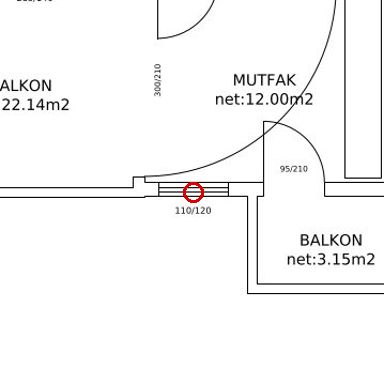 300/210
MUTFAK
net:12.00m2
ALKON
22.14m2
95/210
110/120
BALKON
net:3.15m2